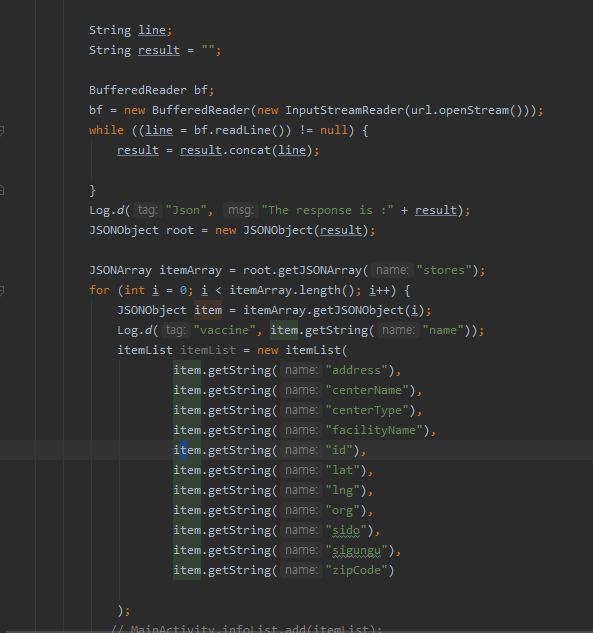 String line;
String result = "";
BufferedReader bf;
bf = new BufferedReader(new InputStreamReader(url.openStream()));
while ((line = bf.readLine()) != null) {
result = result.concat(line);
}
Log.d( tag: "Json", msg: "The response is :" + result);
JSONObject root = new JSONObject(result);
JSONArray itemArray = root.getJSONArray( name: "stores");
for (int i = 0; i < itemArray.length(); i++) {
JSONObject item = itemArray.getJSONObject(i);
Log.d( tag: "vaccine", item.getString( name: "name"));
itemList itemList = new itemList(
item.getString( name: "address"),
item.getString( name: "centerName"),
item.getString( name: "centerType"),
item.getString( name: "facilityName"),
item.getString( name: "id"),
item.getString( name: "lat"),
item.getString( name: "lng"),
item.getString( name: "org"),
item.getString( name: "sido"),
item.getString( name: "sigungu"),
item.getString( name: "zipCode")
);
// MainActivity.infoList.add(itemList);